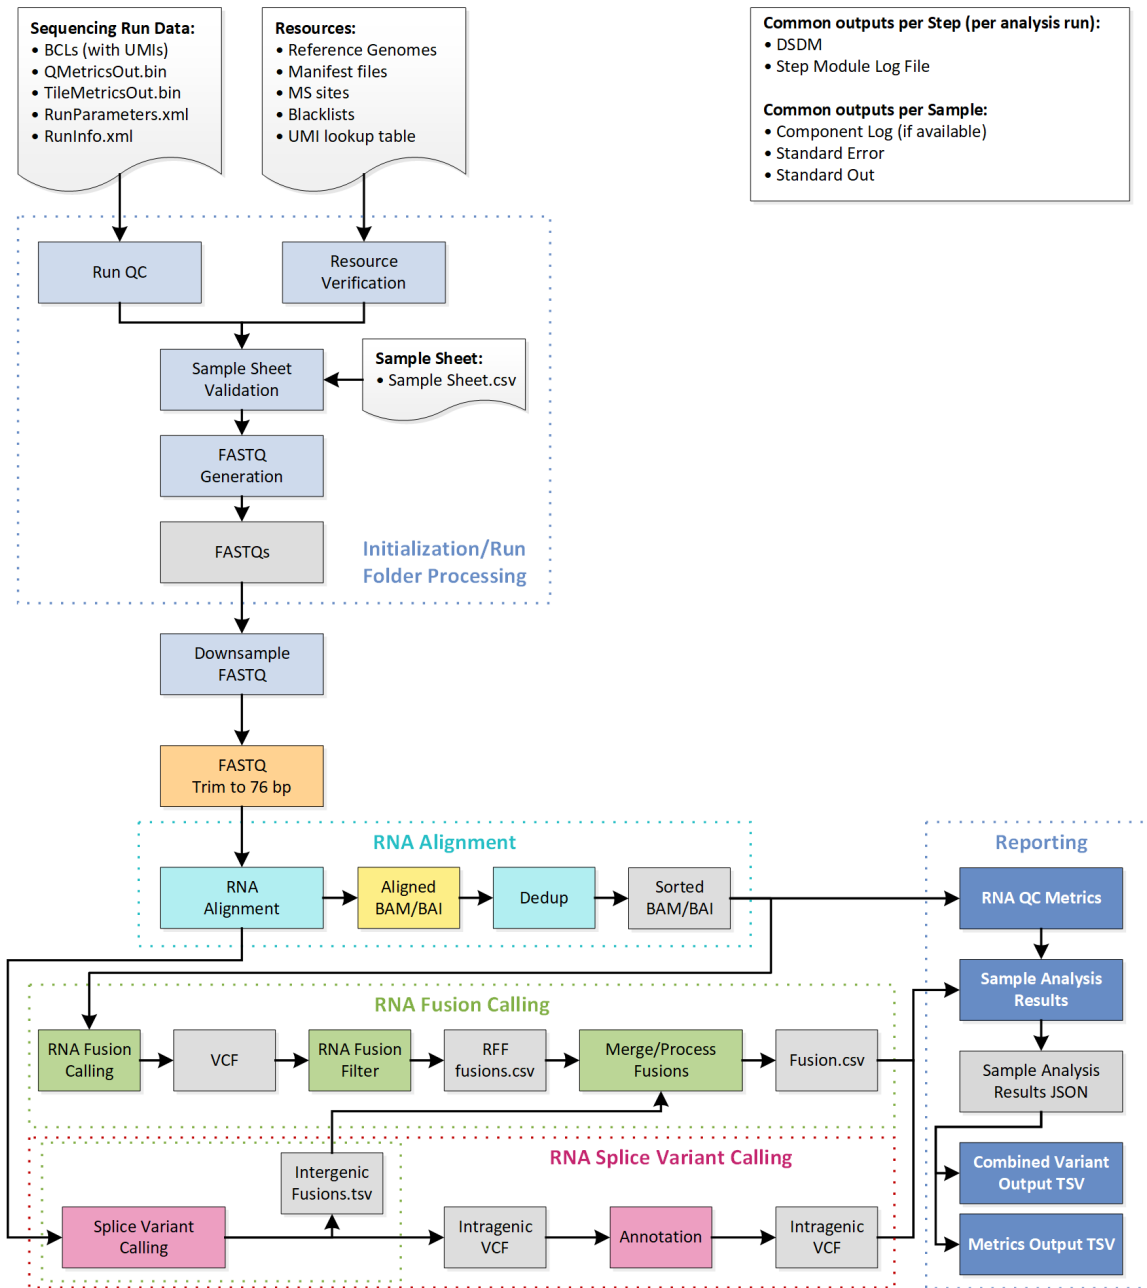 Sequencing Run Data:
• BCLs (with UMIs)
• QMetricsOut.bin
• TileMetricsOut.bin
• RunParameters.xml
• RunInfo.xml
Resources:
• Reference Genomes
• Manifest files
• MS sites
• Blacklists
• UMI lookup table
Common outputs per Step (per analysis run):
• DSDM
• Step Module Log File
Common outputs per Sample:
• Component Log (if available)
• Standard Error
• Standard Out
Run QC
Resource
Verification
Sample Sheet
Validation
Sample Sheet:
• Sample Sheet.csv
FASTQ
Generation
FASTQs
Initialization/Run
Folder Processing
Downsample
FASTQ
FASTQ
Trim to 76 bp
RNA Alignment
RNA
Alignment
Aligned
BAM/BAI
Dedup
Sorted
BAM/BAI
Reporting
RNA QC Metrics
Sample Analysis
Results
Sample Analysis
Results JSON
Combined Variant
Output TSV
Metrics Output TSV
RNA Fusion Calling
RNA Fusion
Calling
VCF
RNA Fusion
Filter
RFF
fusions.csv
Merge/Process
Fusions
Fusion.csv
RNA Splice Variant Calling
Intergenic
Fusions.tsv
Splice Variant
Calling
Intragenic
VCF
Annotation
Intragenic
VCF